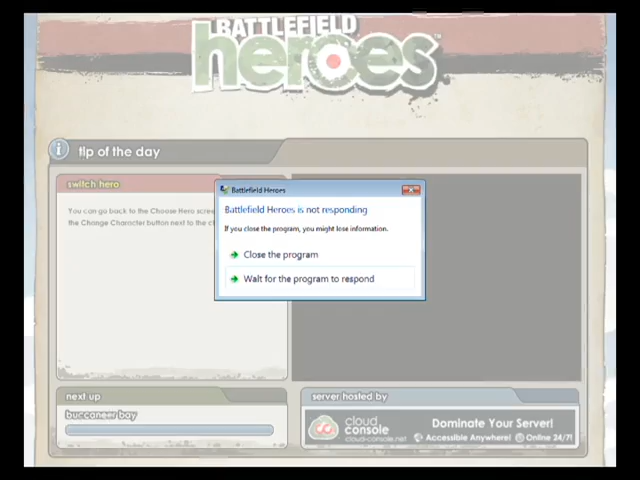 BATTLEFIELD
heroes
™
tip of the day
switch hero
You can go back to the Choose Hero scree
the Change Character button next to the c
Battlefield Heroes
Battlefield Heroes is not responding
If you close the program, you might lose information.
Close the program
Wait for the program to respond
next up
buccaneer bay
server hosted by
cloud
console
cloud-console.net
Dominate Your Server!
Accessible Anywhere!
Online 24/7!